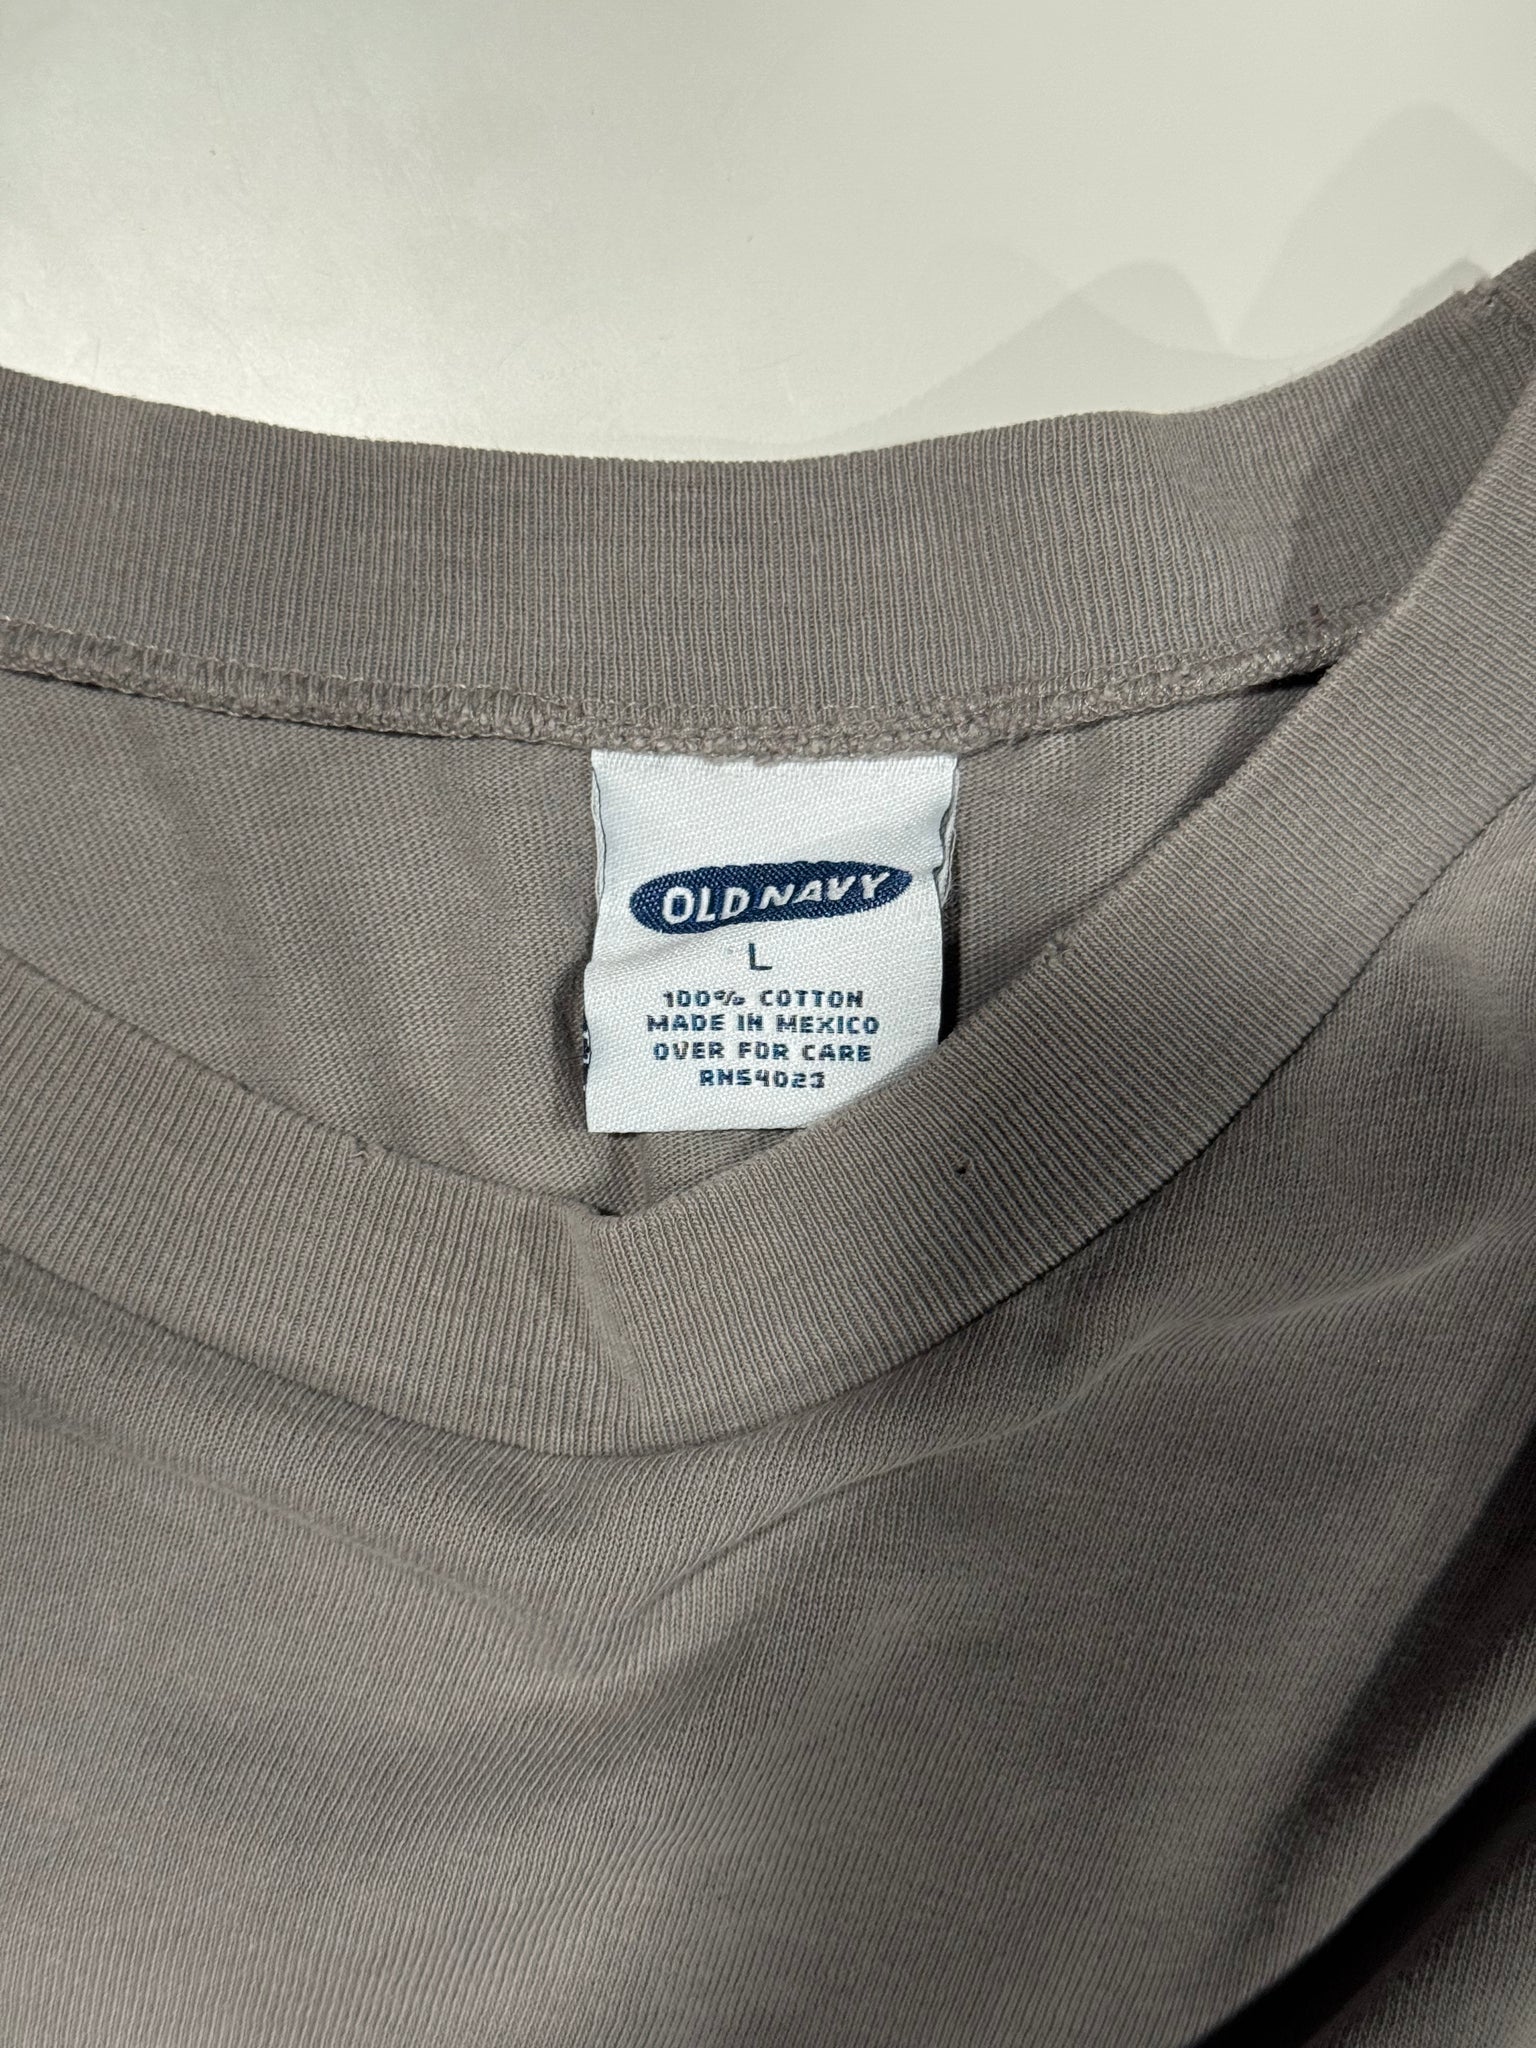 OLD NAVY
L
100% COTTON
MADE IN MEXICO
OVER FOR CARE
RN54023